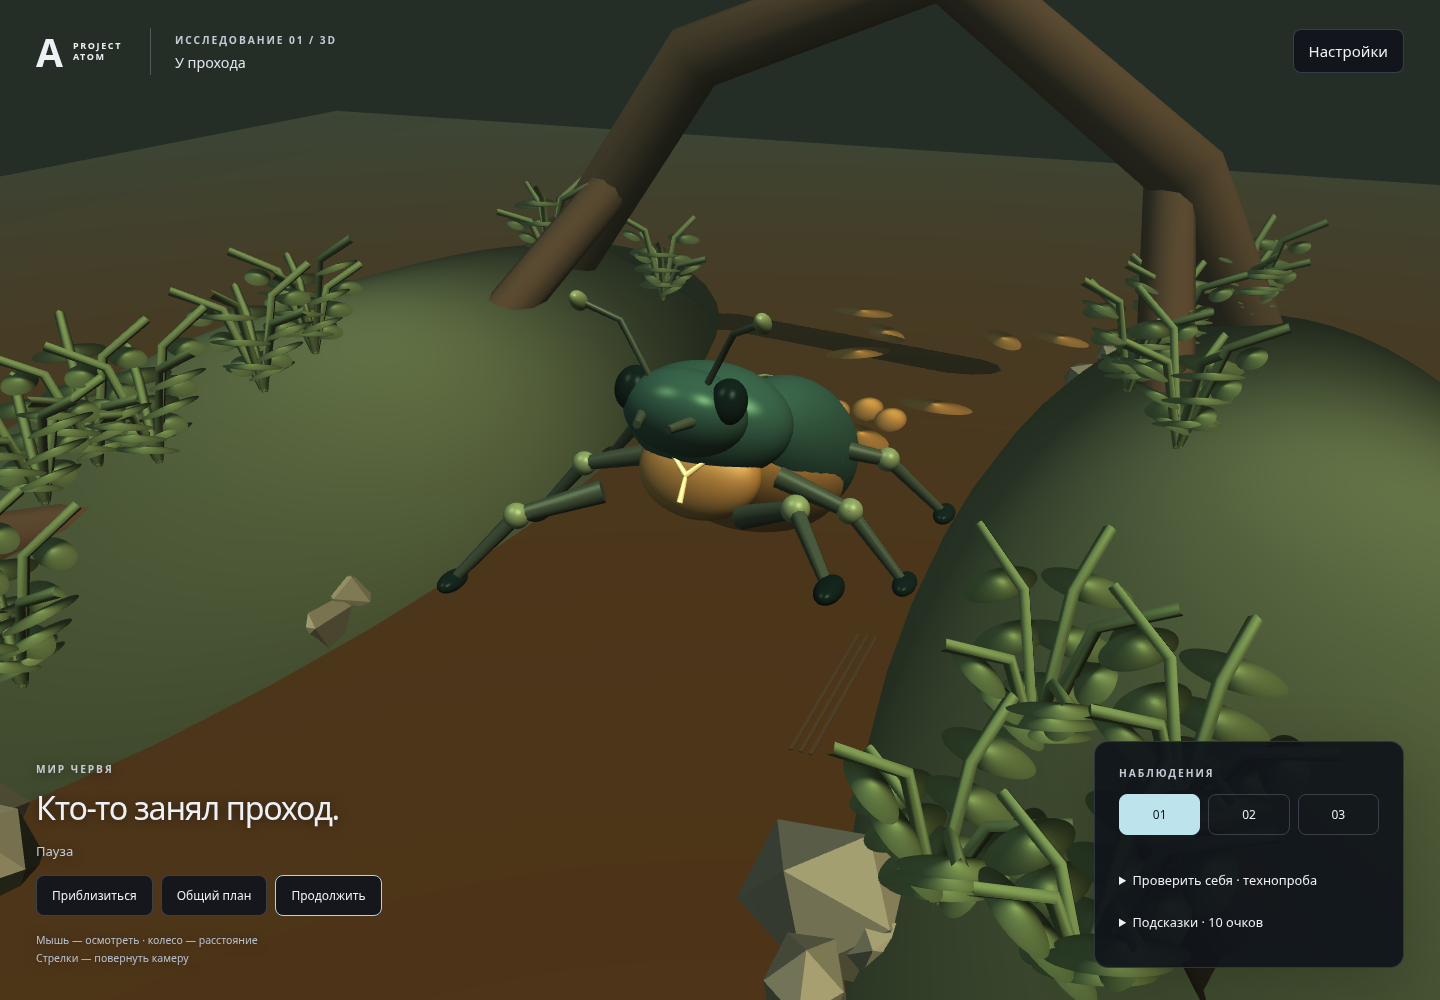 A PROJECT
ATOM
ИССЛЕДОВАНИЕ 01 / 3D
У прохода
Настройки
МИР ЧЕРВЯ
Кто-то занял проход.
Пауза
Приблизиться
Общий план
Продолжить
Мышь — осмотреть · колесо — расстояние
Стрелки — повернуть камеру
НАБЛЮДЕНИЯ
01
02
03
▶ Проверить себя · технопроба
▶ Подсказки · 10 очков